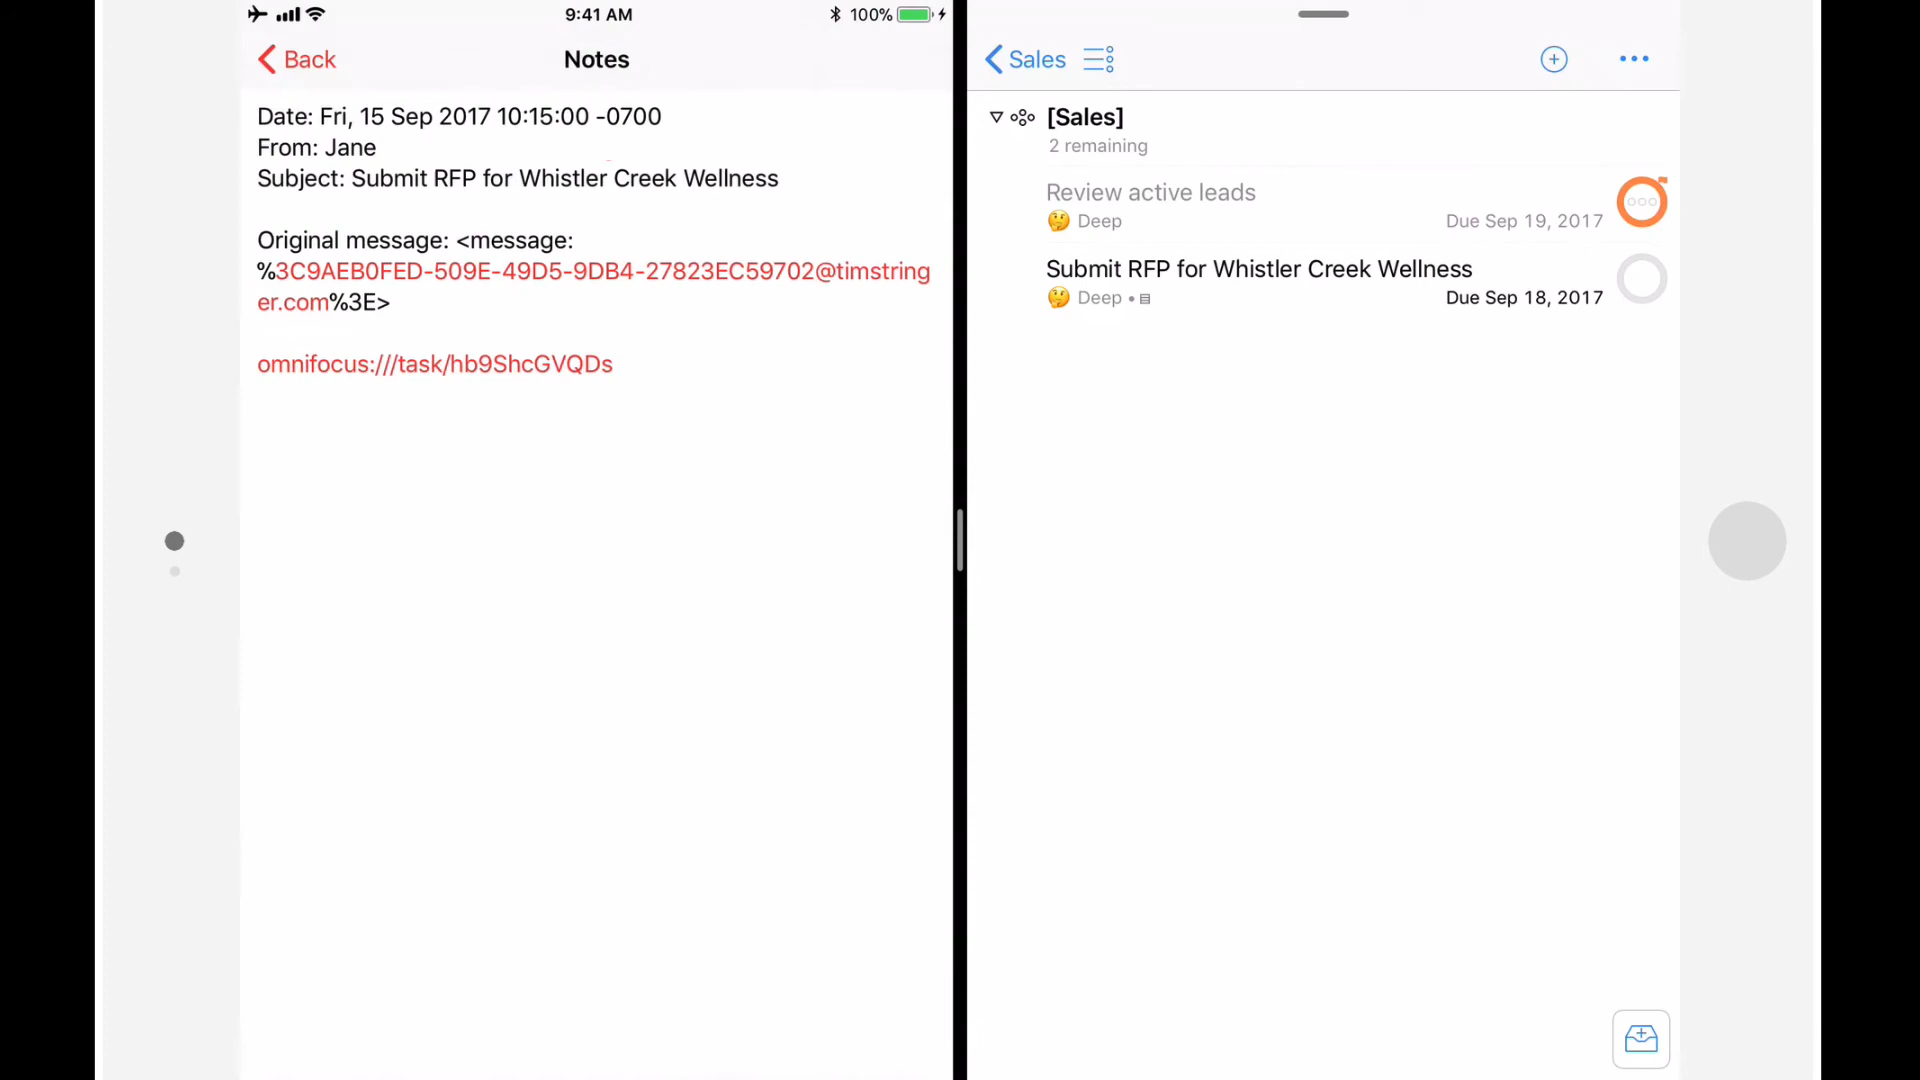 9:41 AM
100%
Back
Notes
Date: Fri, 15 Sep 2017 10:15:00 -0700
From: Jane
Subject: Submit RFP for Whistler Creek Wellness
Original message: <message:
%3C9AEB0FED-509E-49D5-9DB4-27823EC59702@timstring
er.com%3E>
omnifocus:///task/hb9ShcGVQDs
Sales
[Sales]
2 remaining
Review active leads
🤔 Deep
Due Sep 19, 2017
Submit RFP for Whistler Creek Wellness
🤔 Deep •
Due Sep 18, 2017